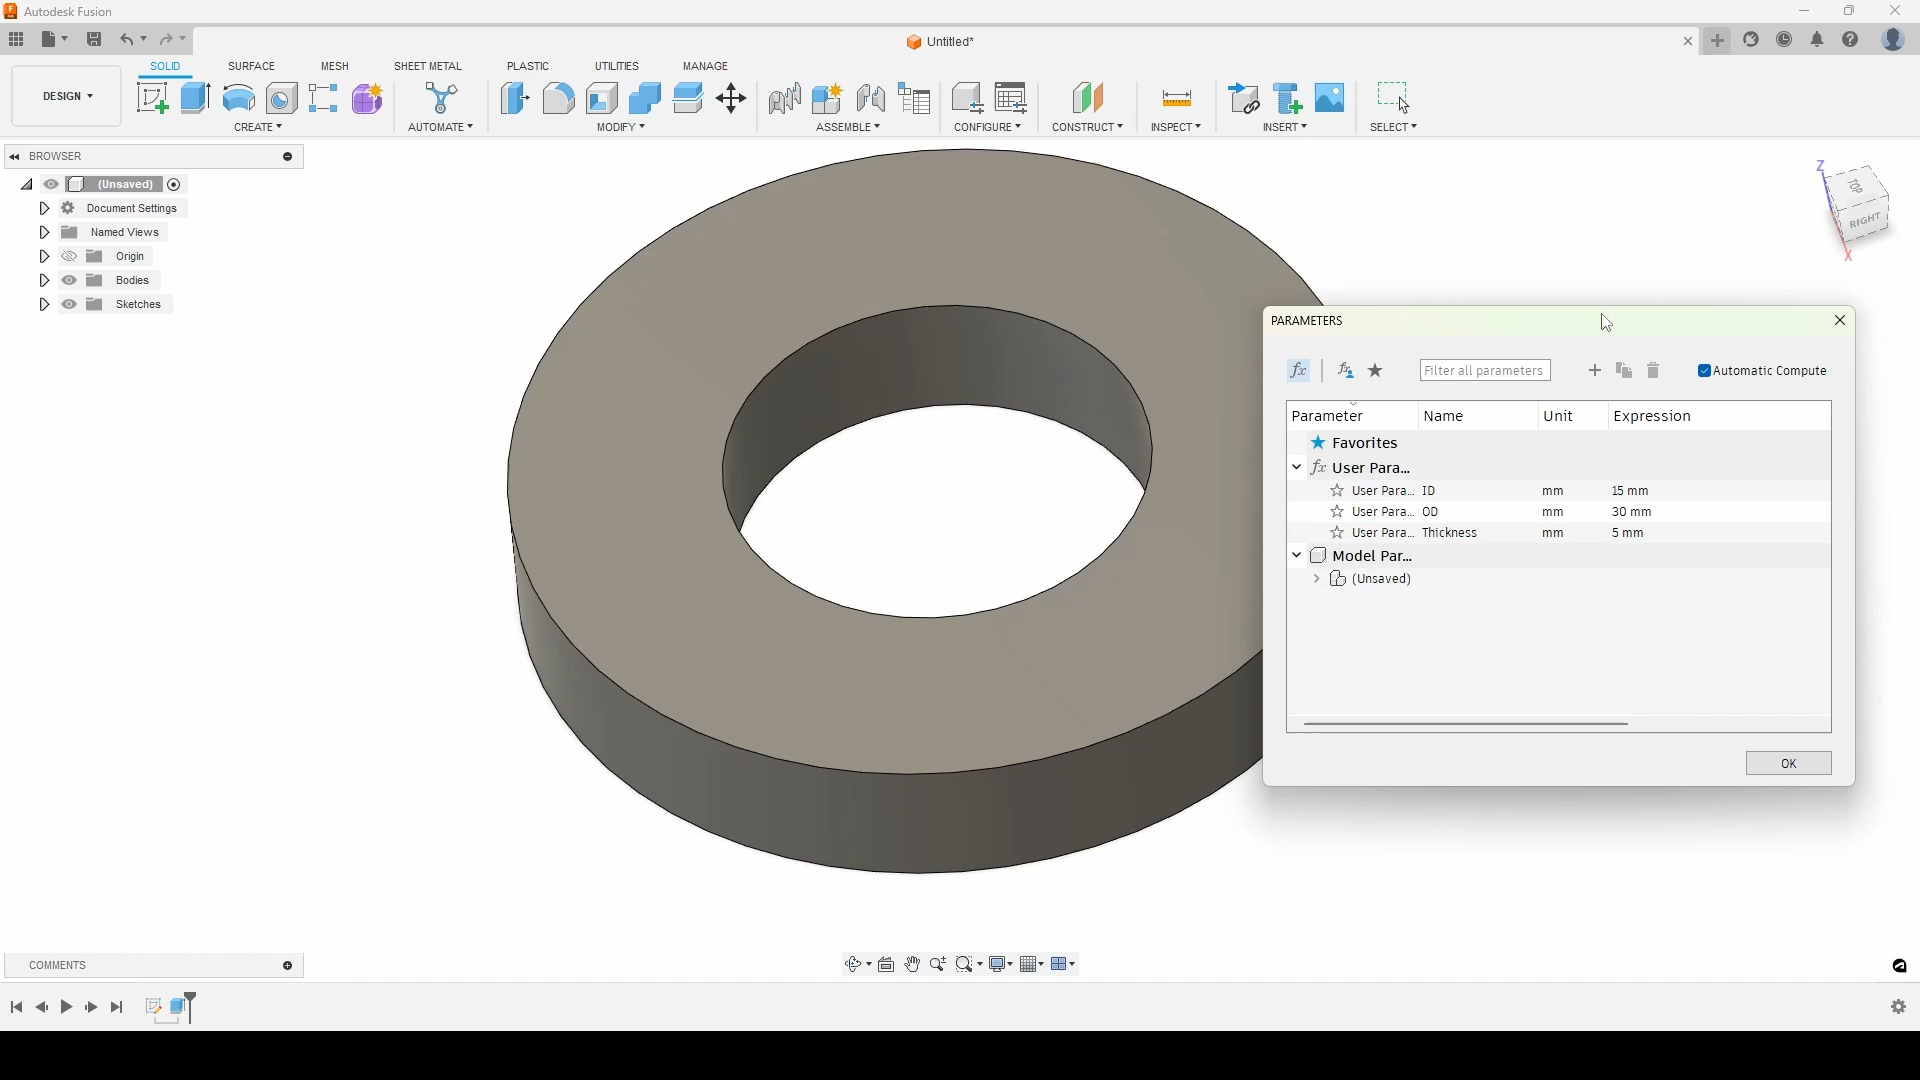 Autodesk Fusion
Untitled*
DESIGN
SOLID
SURFACE
MESH
SHEET METAL
PLASTIC
UTILITIES
MANAGE
CREATE
AUTOMATE
MODIFY
ASSEMBLE
CONFIGURE
CONSTRUCT
INSPECT
INSERT
SELECT
BROWSER
(Unsaved)
Document Settings
Named Views
Origin
Bodies
Sketches
Z
TOP
RIGHT
X
PARAMETERS
fx
Filter all parameters
Automatic Compute
Parameter Name Unit Expression
Favorites
fx User Para...
User Para... ID mm 15 mm
User Para... OD mm 30 mm
User Para... Thickness mm 5 mm
Model Par...
(Unsaved)
OK
COMMENTS